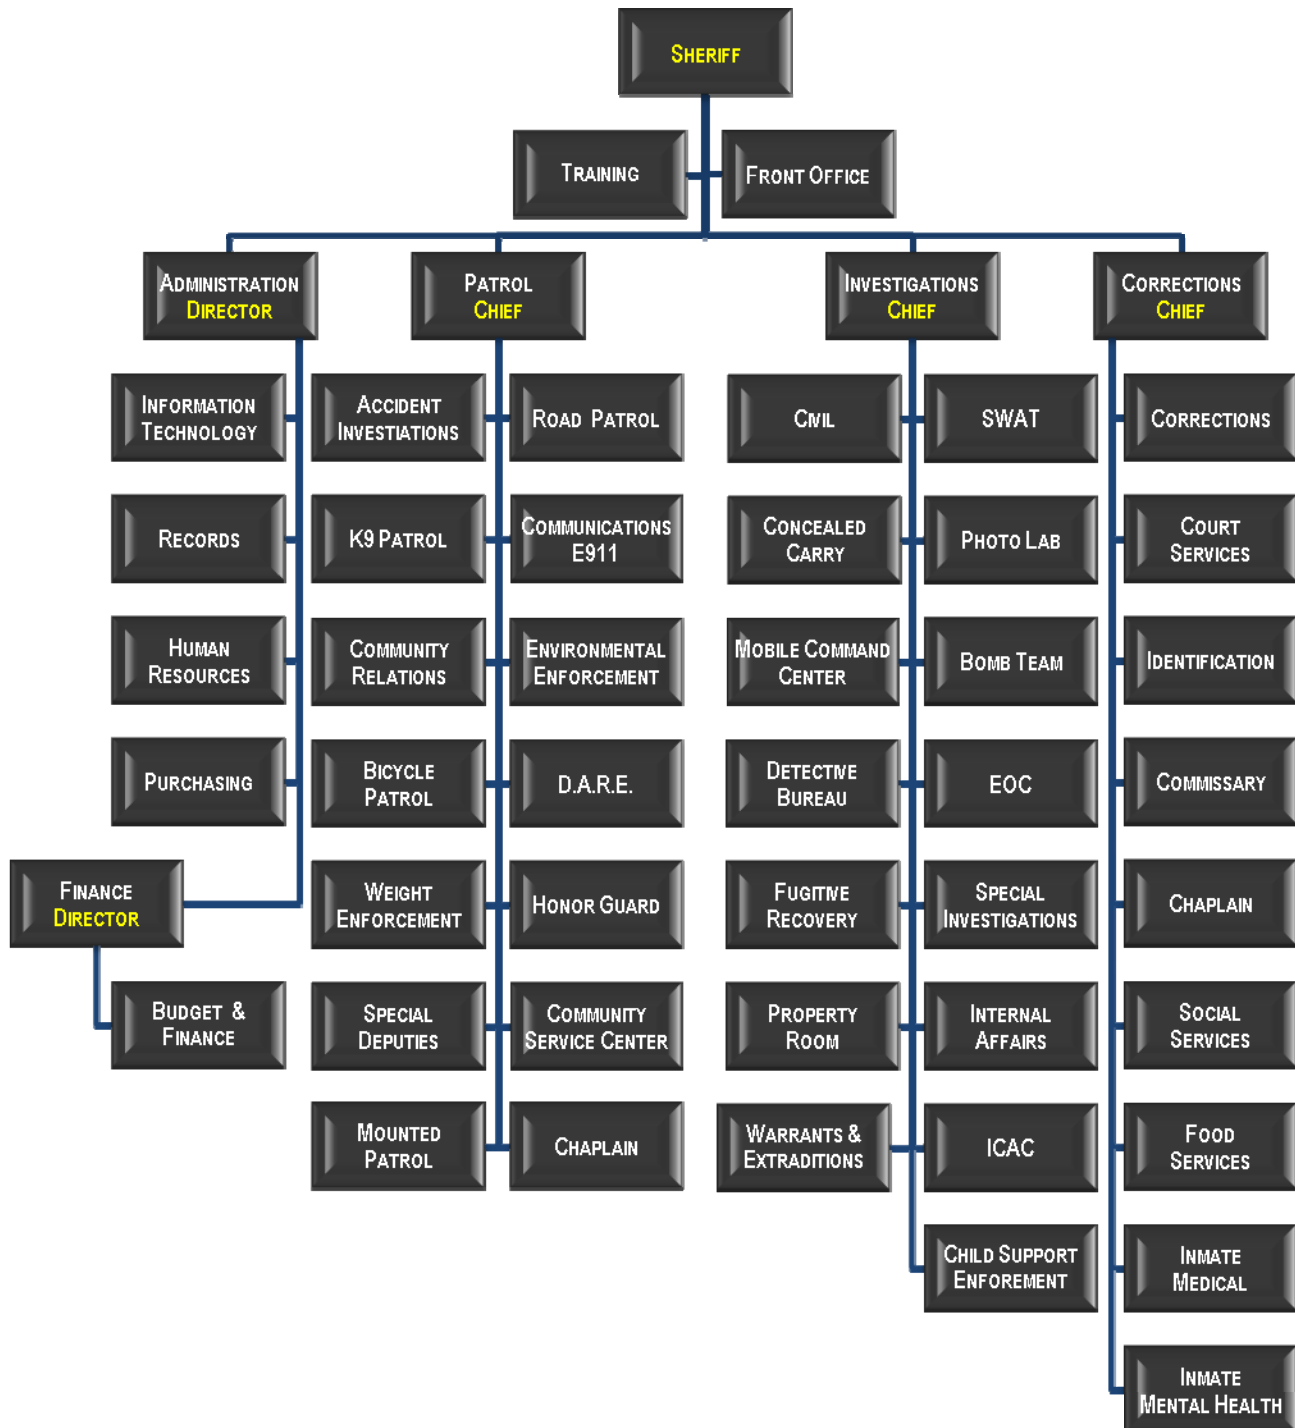 SHERIFF
TRAINING
FRONT OFFICE
ADMINISTRATION
DIRECTOR
PATROL
CHIEF
INVESTIGATIONS
CHIEF
CORRECTIONS
CHIEF
INFORMATION
TECHNOLOGY
ACCIDENT
INVESTIATIONS
ROAD PATROL
CIVIL
SWAT
CORRECTIONS
RECORDS
K9 PATROL
COMMUNICATIONS
E911
CONCEALED
CARRY
PHOTO LAB
COURT
SERVICES
HUMAN
RESOURCES
COMMUNITY
RELATIONS
ENVIRONMENTAL
ENFORCEMENT
MOBILE COMMAND
CENTER
BOMB TEAM
IDENTIFICATION
PURCHASING
BICYCLE
PATROL
D.A.R.E.
DETECTIVE
BUREAU
EOC
COMMISSARY
FINANCE
DIRECTOR
WEIGHT
ENFORCEMENT
HONOR GUARD
FUGITIVE
RECOVERY
SPECIAL
INVESTIGATIONS
CHAPLAIN
BUDGET &
FINANCE
SPECIAL
DEPUTIES
COMMUNITY
SERVICE CENTER
PROPERTY
ROOM
INTERNAL
AFFAIRS
SOCIAL
SERVICES
MOUNTED
PATROL
CHAPLAIN
WARRANTS &
EXTRADITIONS
ICAC
FOOD
SERVICES
CHILD SUPPORT
ENFOREMENT
INMATE
MEDICAL
INMATE
MENTAL HEALTH